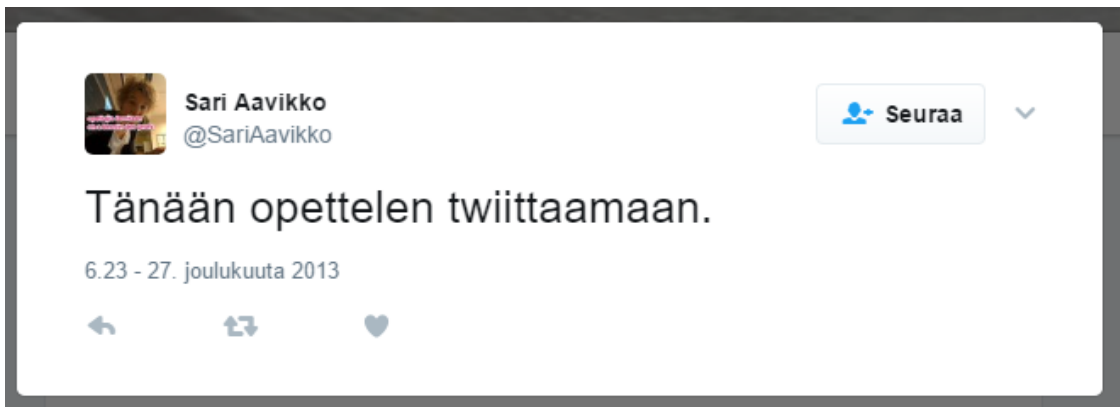 Sari Aavikko
@SariAavikko
Seuraa
Tänään opettelen twiittaamaan.
6.23 - 27. joulukuuta 2013